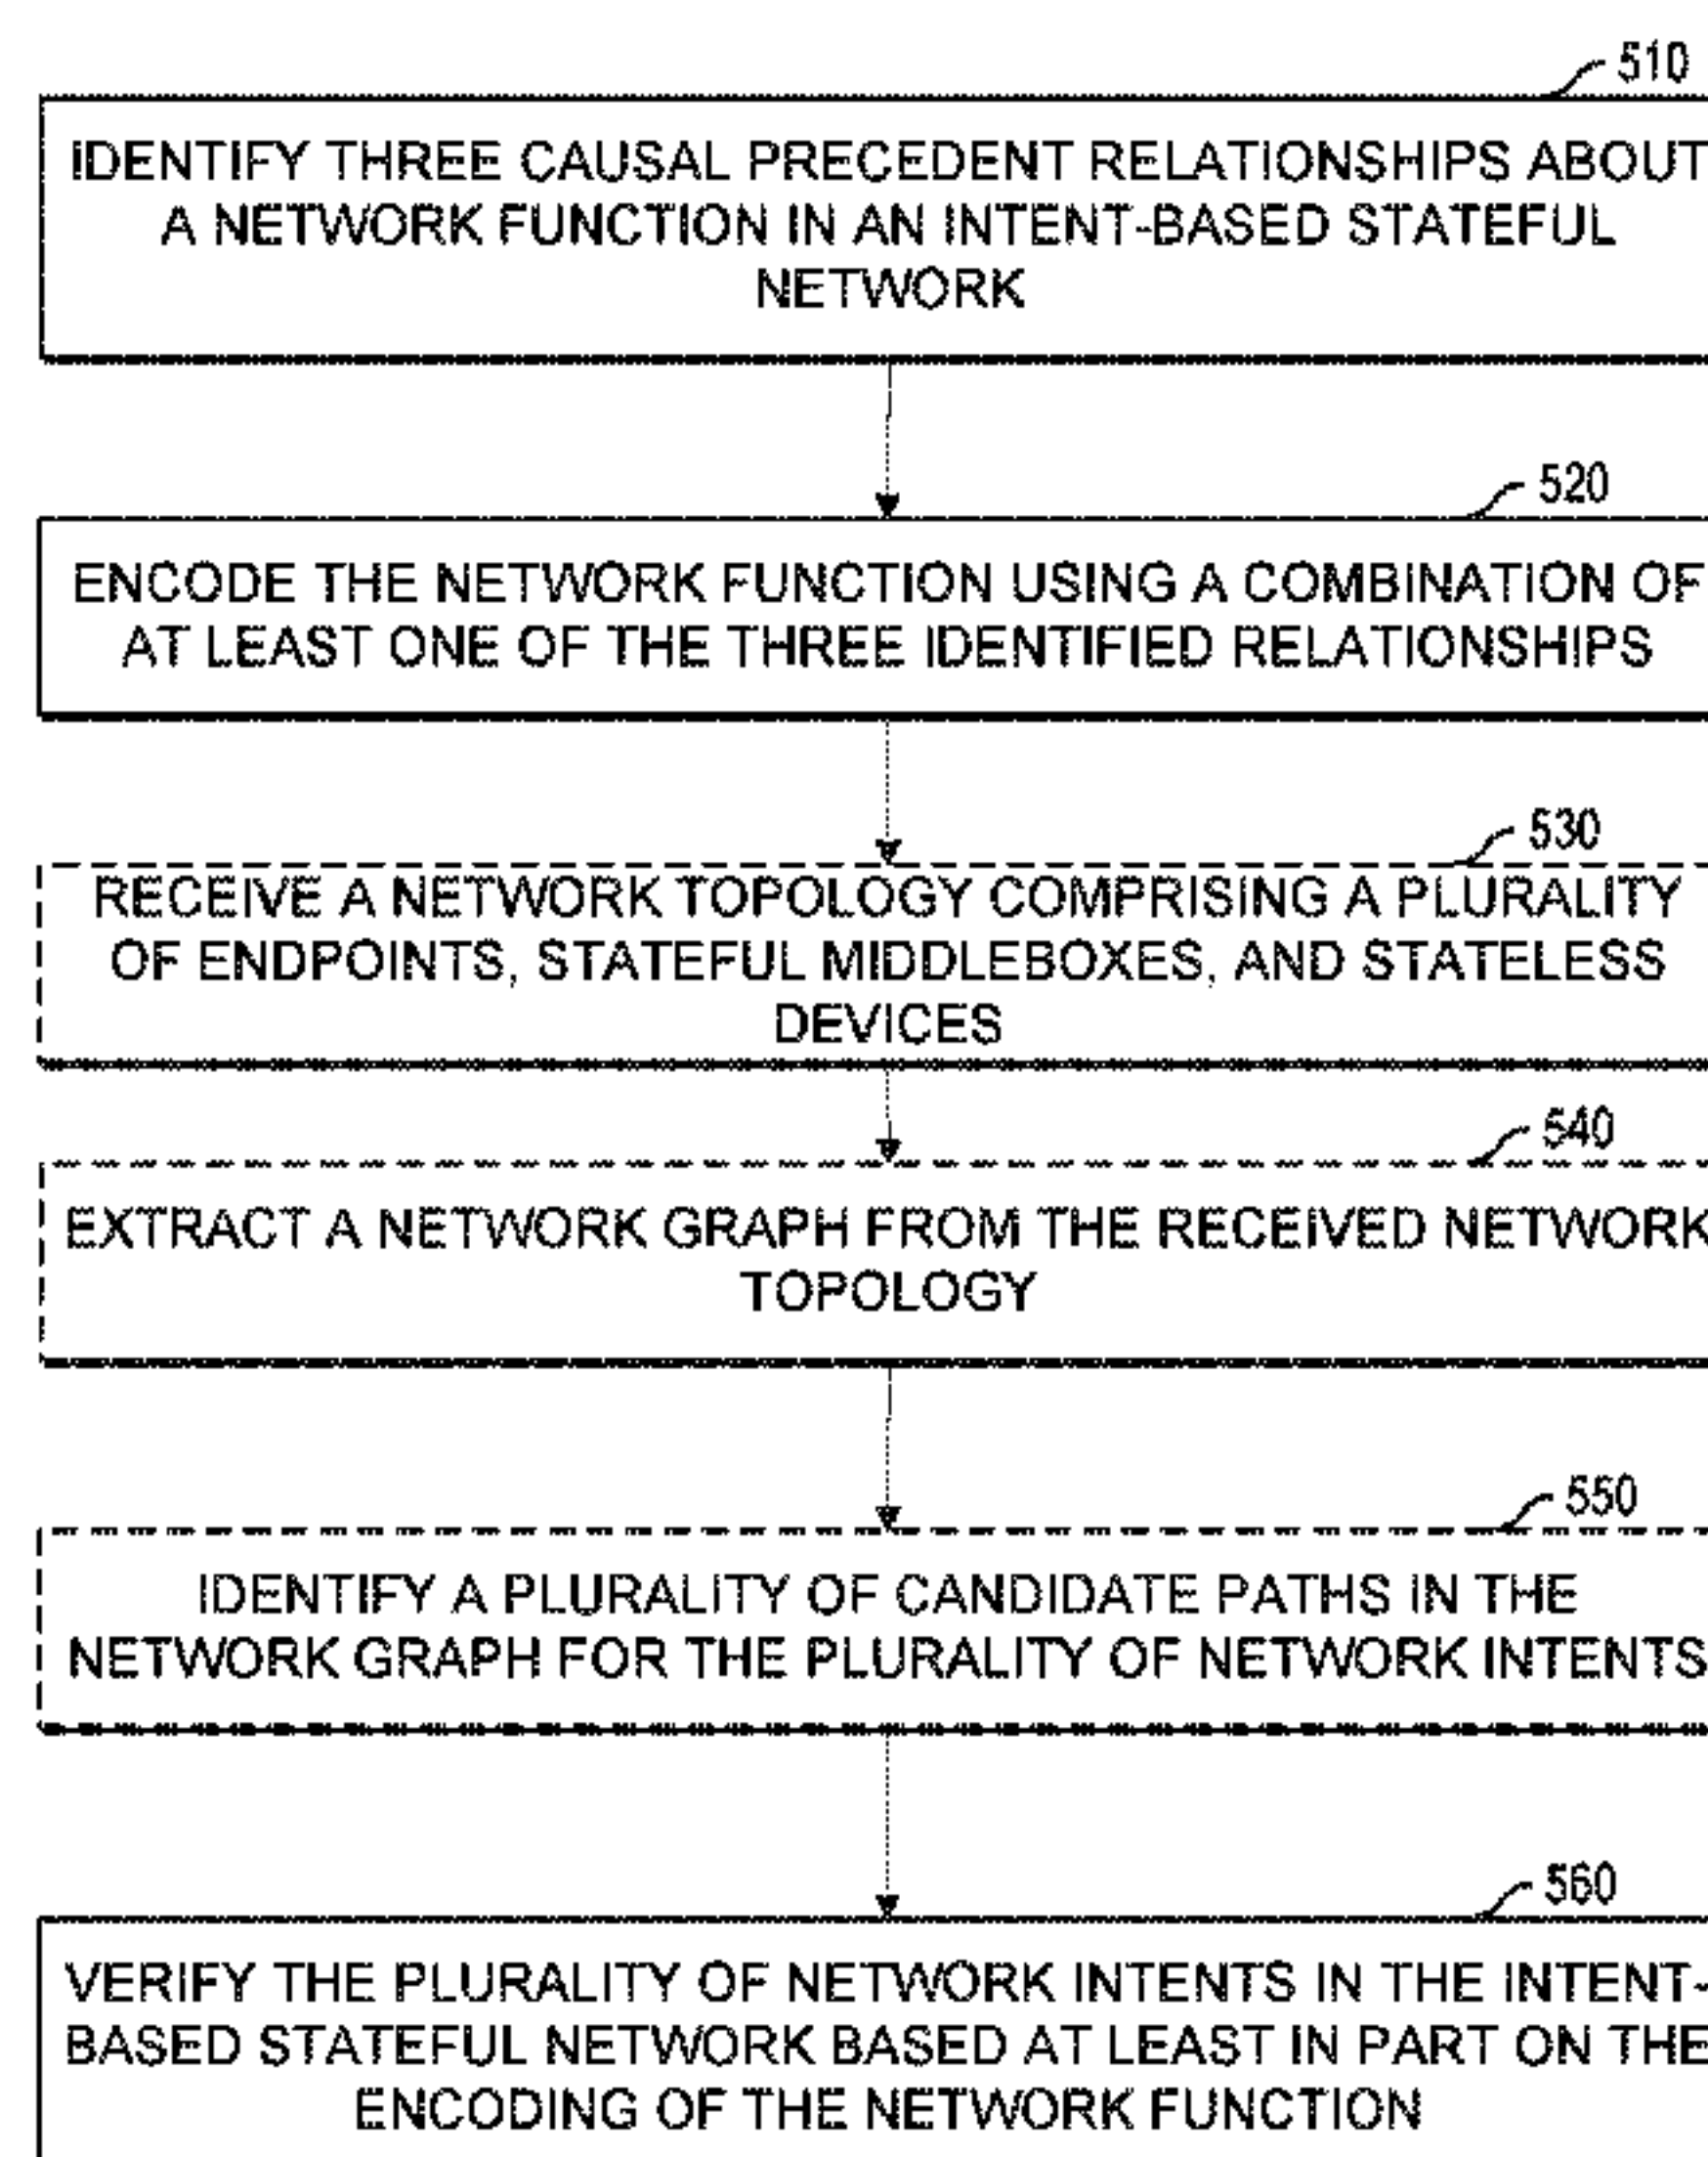 510
IDENTIFY THREE CAUSAL PRECEDENT RELATIONSHIPS ABOUT
A NETWORK FUNCTION IN AN INTENT-BASED STATEFUL
NETWORK
520
ENCODE THE NETWORK FUNCTION USING A COMBINATION OF
AT LEAST ONE OF THE THREE IDENTIFIED RELATIONSHIPS
530
RECEIVE A NETWORK TOPOLOGY COMPRISING A PLURALITY
OF ENDPOINTS, STATEFUL MIDDLEBOXES, AND STATELESS
DEVICES
540
EXTRACT A NETWORK GRAPH FROM THE RECEIVED NETWORK
TOPOLOGY
550
IDENTIFY A PLURALITY OF CANDIDATE PATHS IN THE
NETWORK GRAPH FOR THE PLURALITY OF NETWORK INTENTS
560
VERIFY THE PLURALITY OF NETWORK INTENTS IN THE INTENT-
BASED STATEFUL NETWORK BASED AT LEAST IN PART ON THE
ENCODING OF THE NETWORK FUNCTION